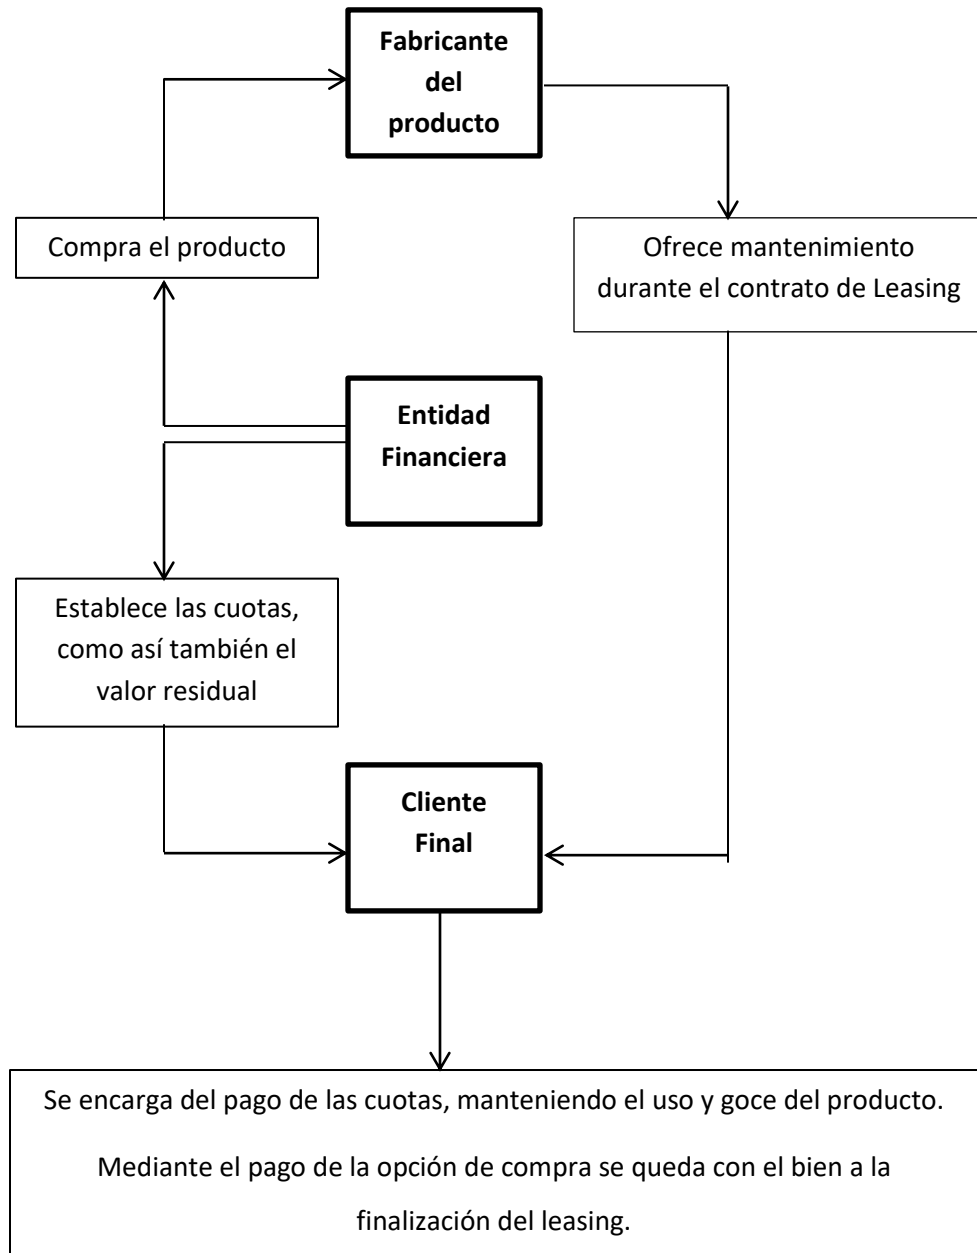 Fabricante
del
producto
Compra el producto
Ofrece mantenimiento
durante el contrato de Leasing
Entidad
Financiera
Establece las cuotas,
como así también el
valor residual
Cliente
Final
Se encarga del pago de las cuotas, manteniendo el uso y goce del producto.
Mediante el pago de la opción de compra se queda con el bien a la
finalización del leasing.